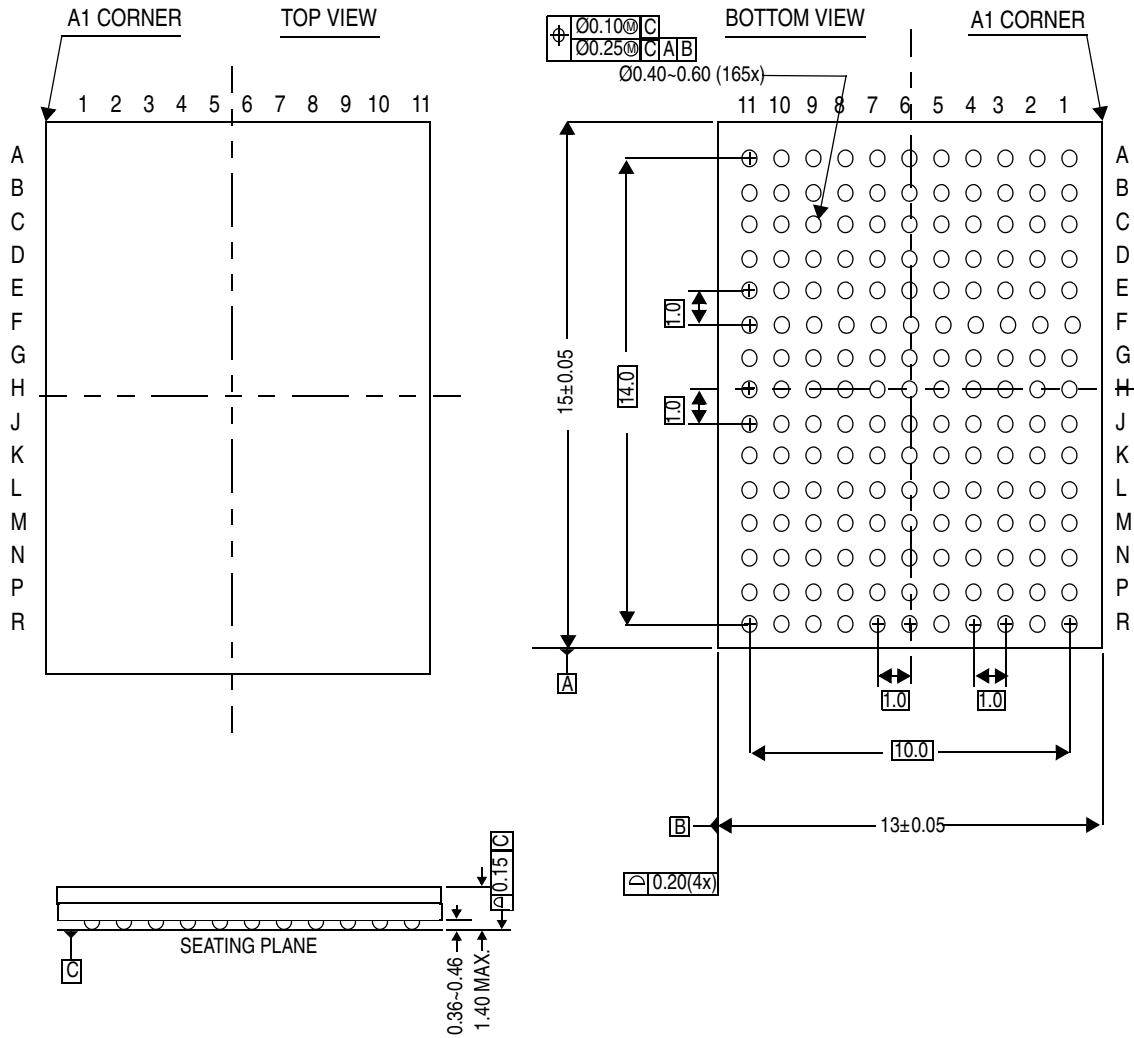 A1 CORNER
TOP VIEW
1 2 3 4 5 6 7 8 9 10 11
A
B
C
D
E
F
G
H
J
K
L
M
N
P
R
Ø0.10Ⓜ C
Ø0.25Ⓜ C A B
Ø0.40~0.60 (165x)
BOTTOM VIEW
A1 CORNER
11 10 9 8 7 6 5 4 3 2 1
A
B
C
D
E
F
G
H
J
K
L
M
N
P
R
15±0.05
14.0
1.0
1.0
A
1.0
1.0
10.0
B
13±0.05
0.20(4x)
0.15 C
SEATING PLANE
C
0.36~0.46
1.40 MAX.